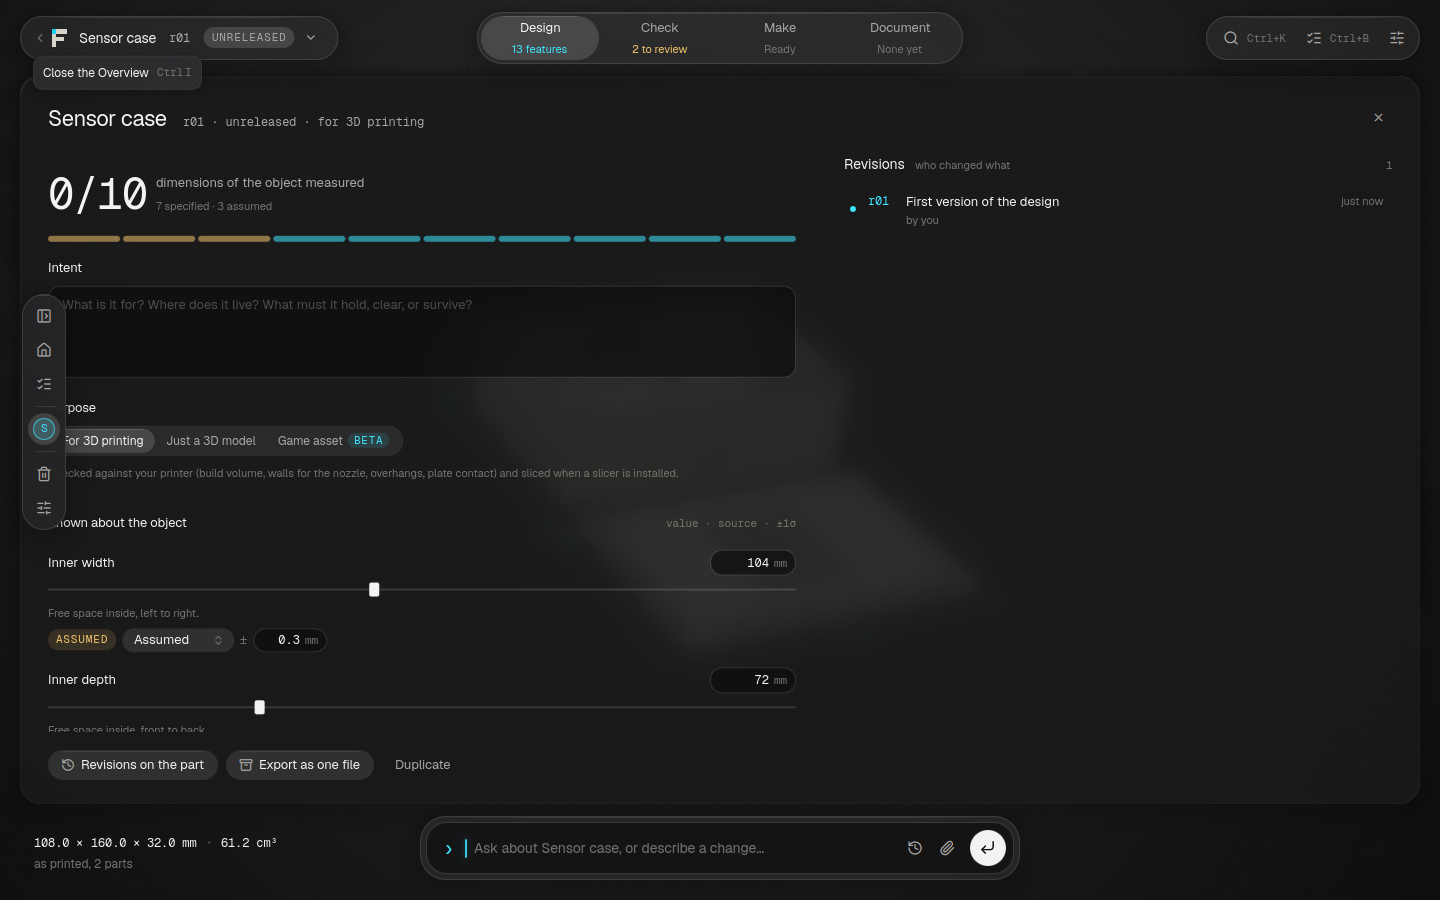 Sensor case r01 UNRELEASED
Design
13 features
Check
2 to review
Make
Ready
Document
None yet
Ctrl+K
Ctrl+B
Close the Overview Ctrl I
Sensor case r01 · unreleased · for 3D printing
0/10 dimensions of the object measured
7 specified · 3 assumed
Intent
What is it for? Where does it live? What must it hold, clear, or survive?
rpose
For 3D printing Just a 3D model Game asset BETA
ecked against your printer (build volume, walls for the nozzle, overhangs, plate contact) and sliced when a slicer is installed.
S
nown about the object value · source · ±1σ
Inner width 104 mm
Free space inside, left to right.
ASSUMED Assumed ± 0.3 mm
Inner depth 72 mm
Free space inside, front to back
Revisions on the part Export as one file Duplicate
Revisions who changed what 1
r01 First version of the design just now
by you
108.0 × 160.0 × 32.0 mm · 61.2 cm³
as printed, 2 parts
Ask about Sensor case, or describe a change…